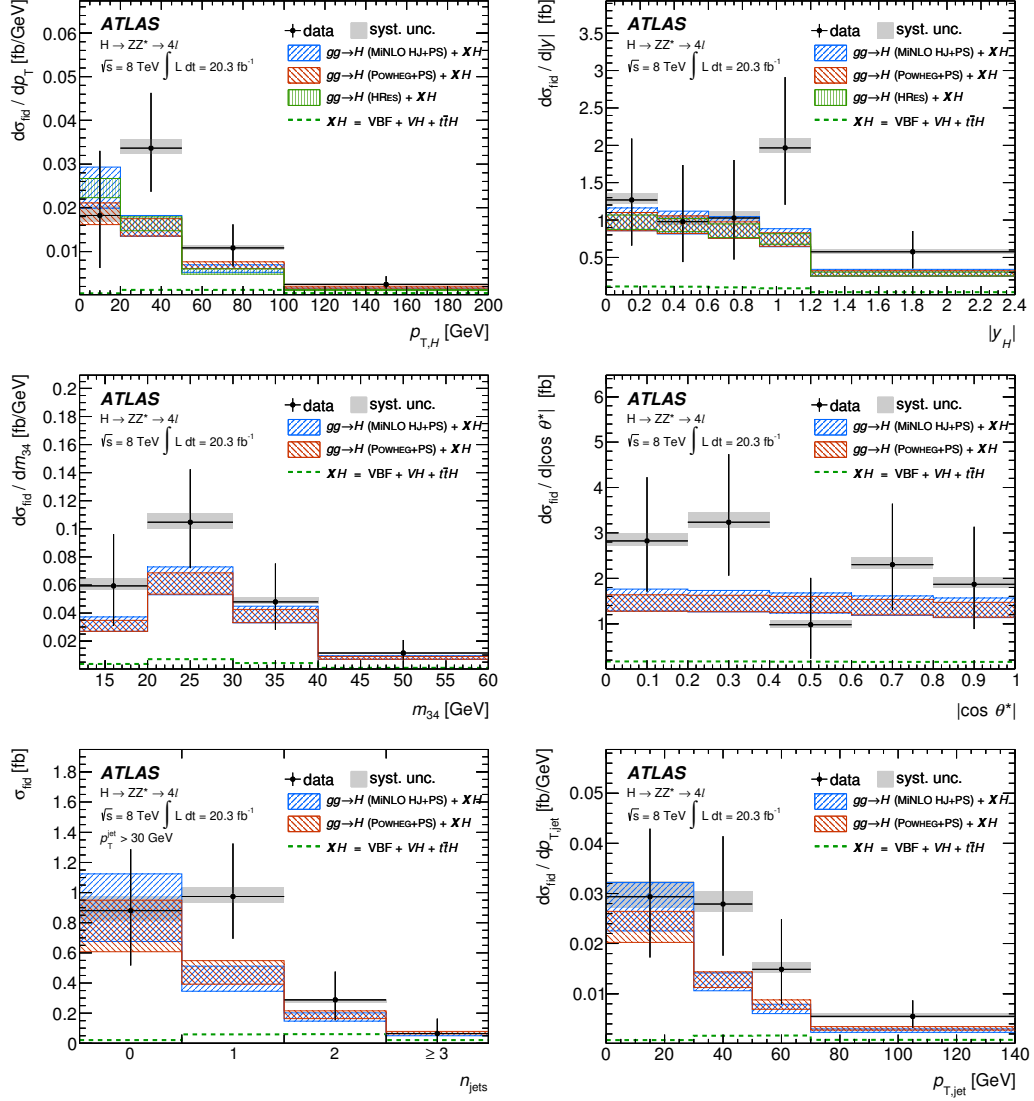 ATLAS
H → ZZ* → 4l
√s = 8 TeV ∫ L dt = 20.3 fb⁻¹
data
syst. unc.
gg→H (MiNLO HJ+PS) + XH
gg→H (POWHEG+PS) + XH
gg→H (HRES) + XH
XH = VBF + VH + tt̄H
dσ_fid / dp_T [fb/GeV]
0.06
0.05
0.04
0.03
0.02
0.01
0 20 40 60 80 100 120 140 160 180 200
p_T,H [GeV]
ATLAS
H → ZZ* → 4l
√s = 8 TeV ∫ L dt = 20.3 fb⁻¹
data
syst. unc.
gg→H (MiNLO HJ+PS) + XH
gg→H (POWHEG+PS) + XH
gg→H (HRES) + XH
XH = VBF + VH + tt̄H
dσ_fid / d|y| [fb]
3.5
3
2.5
2
1.5
1
0.5
0 0.2 0.4 0.6 0.8 1 1.2 1.4 1.6 1.8 2 2.2 2.4
|y_H|
ATLAS
H → ZZ* → 4l
√s = 8 TeV ∫ L dt = 20.3 fb⁻¹
data
syst. unc.
gg→H (MiNLO HJ+PS) + XH
gg→H (POWHEG+PS) + XH
XH = VBF + VH + tt̄H
dσ_fid / dm_34 [fb/GeV]
0.2
0.18
0.16
0.14
0.12
0.1
0.08
0.06
0.04
0.02
15 20 25 30 35 40 45 50 55 60
m_34 [GeV]
ATLAS
H → ZZ* → 4l
√s = 8 TeV ∫ L dt = 20.3 fb⁻¹
data
syst. unc.
gg→H (MiNLO HJ+PS) + XH
gg→H (POWHEG+PS) + XH
XH = VBF + VH + tt̄H
dσ_fid / d|cos θ*| [fb]
6
5
4
3
2
1
0 0.1 0.2 0.3 0.4 0.5 0.6 0.7 0.8 0.9 1
|cos θ*|
ATLAS
H → ZZ* → 4l
√s = 8 TeV ∫ L dt = 20.3 fb⁻¹
p_T^jet > 30 GeV
data
syst. unc.
gg→H (MiNLO HJ+PS) + XH
gg→H (POWHEG+PS) + XH
XH = VBF + VH + tt̄H
σ_fid [fb]
1.8
1.6
1.4
1.2
1
0.8
0.6
0.4
0.2
0
0 1 2 ≥ 3
n_jets
ATLAS
H → ZZ* → 4l
√s = 8 TeV ∫ L dt = 20.3 fb⁻¹
data
syst. unc.
gg→H (MiNLO HJ+PS) + XH
gg→H (POWHEG+PS) + XH
XH = VBF + VH + tt̄H
dσ_fid / dp_T,jet [fb/GeV]
0.05
0.04
0.03
0.02
0.01
0 20 40 60 80 100 120 140
p_T,jet [GeV]